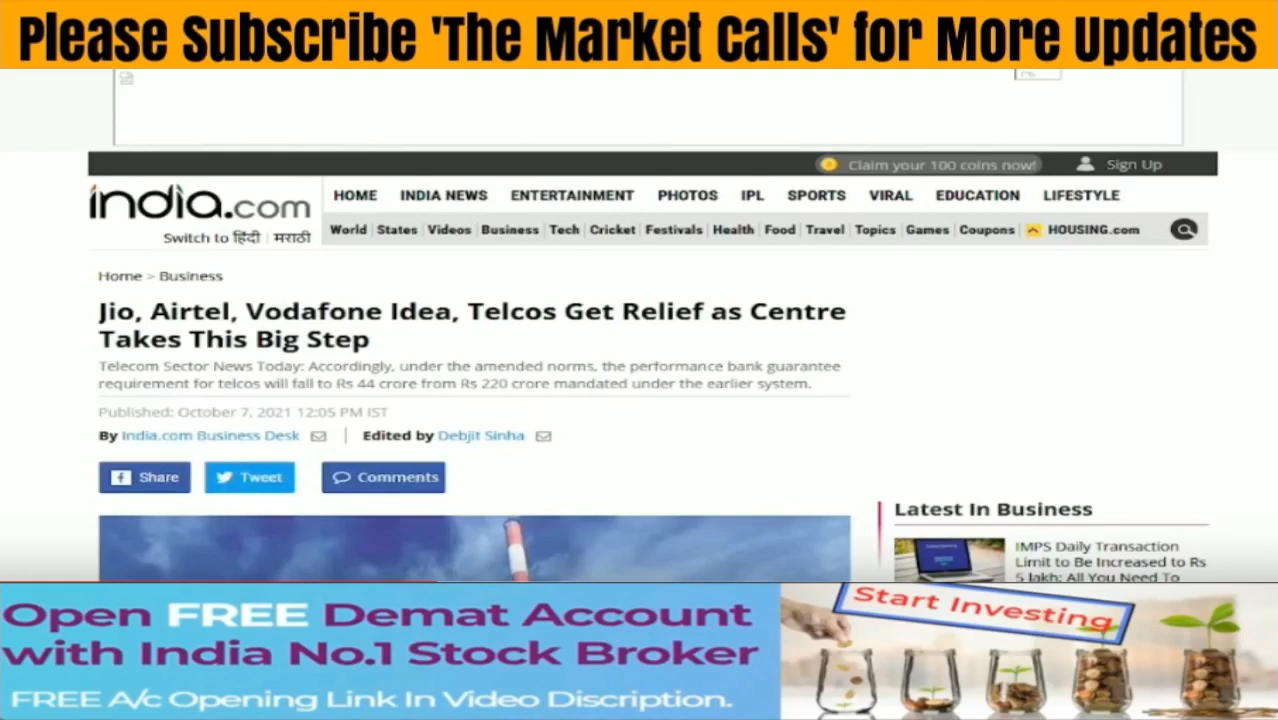 Please Subscribe 'The Market Calls' for More Updates
Claim your 100 coins now! Sign Up
india.com
HOME INDIA NEWS ENTERTAINMENT PHOTOS IPL SPORTS VIRAL EDUCATION LIFESTYLE
Switch to हिंदी | मराठी
World States Videos Business Tech Cricket Festivals Health Food Travel Topics Games Coupons HOUSING.com
Home > Business
Jio, Airtel, Vodafone Idea, Telcos Get Relief as Centre
Takes This Big Step
Telecom Sector News Today: Accordingly, under the amended norms, the performance bank guarantee
requirement for telcos will fall to Rs 44 crore from Rs 220 crore mandated under the earlier system.
Published: October 7, 2021 12:05 PM IST
By India.com Business Desk | Edited by Debjit Sinha
Share Tweet Comments
Latest In Business
IMPS Daily Transaction
Limit to Be Increased to Rs
5 lakh; All You Need To
Open FREE Demat Account
with India No.1 Stock Broker
FREE A/c Opening Link In Video Discription.
Start Investing